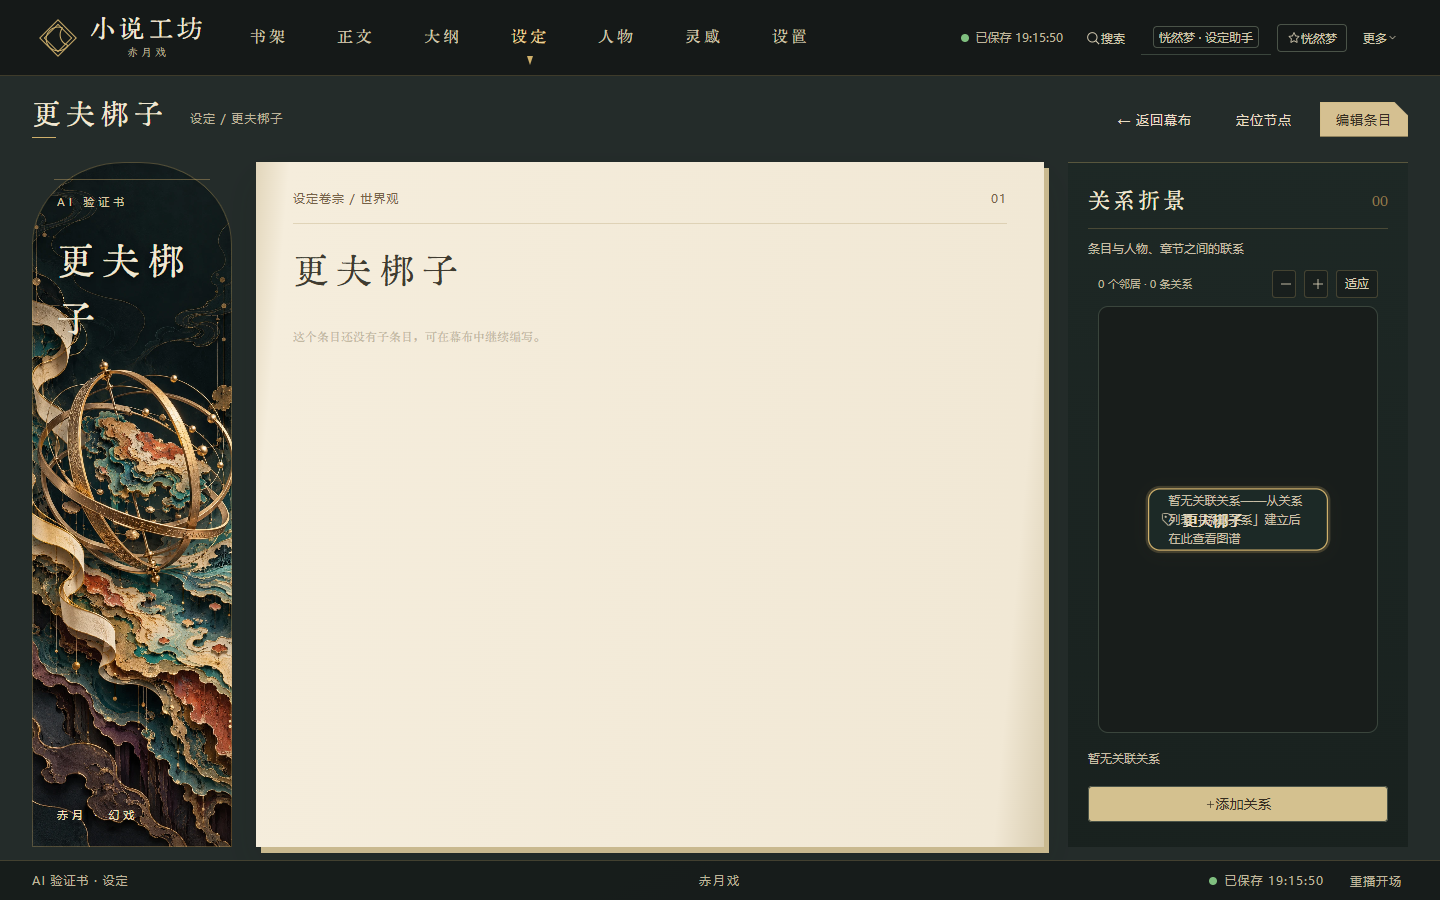 小说工坊
赤月戏
书架
正文
大纲
设定
人物
灵感
设置
已保存 19:15:50
搜索
恍然梦 · 设定助手
恍然梦
更多
更夫梆子
设定 / 更夫梆子
← 返回幕布
定位节点
编辑条目
AI 验证书
更夫梆
子
赤月 · 幻戏
设定卷宗 / 世界观
01
更夫梆子
这个条目还没有子条目，可在幕布中继续编写。
关系折景
00
条目与人物、章节之间的联系
0 个邻居 · 0 条关系
适应
暂无关联关系——从关系
更夫梆子
系」建立后
在此查看图谱
暂无关联关系
+添加关系
AI 验证书 · 设定
赤月戏
已保存 19:15:50
重播开场